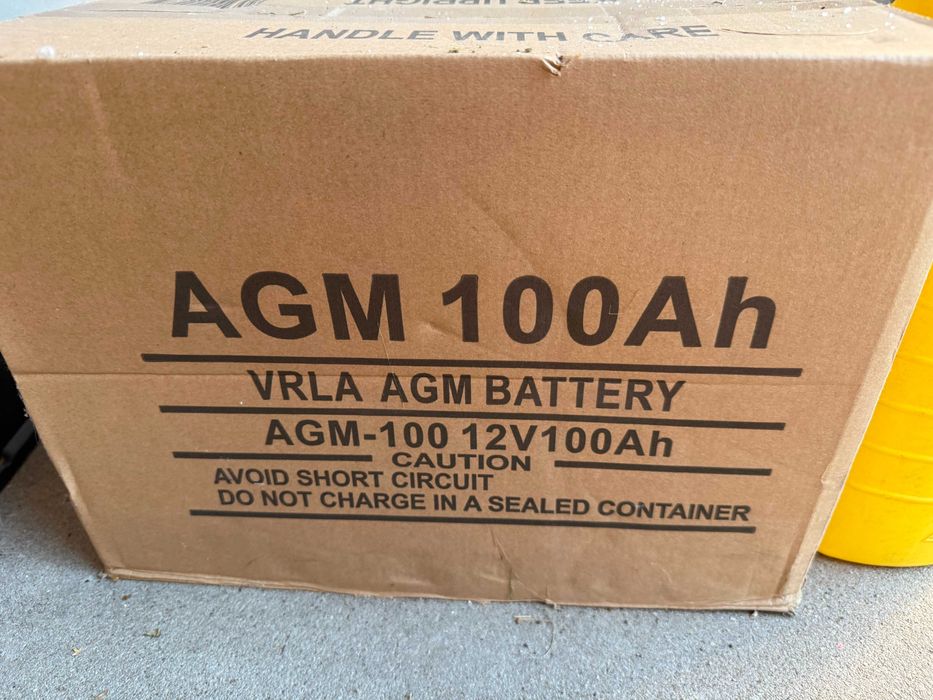 UPRIGHT
HANDLE WITH CARE
AGM 100Ah
VRLA AGM BATTERY
AGM-100 12V100Ah
CAUTION
AVOID SHORT CIRCUIT
DO NOT CHARGE IN A SEALED CONTAINER